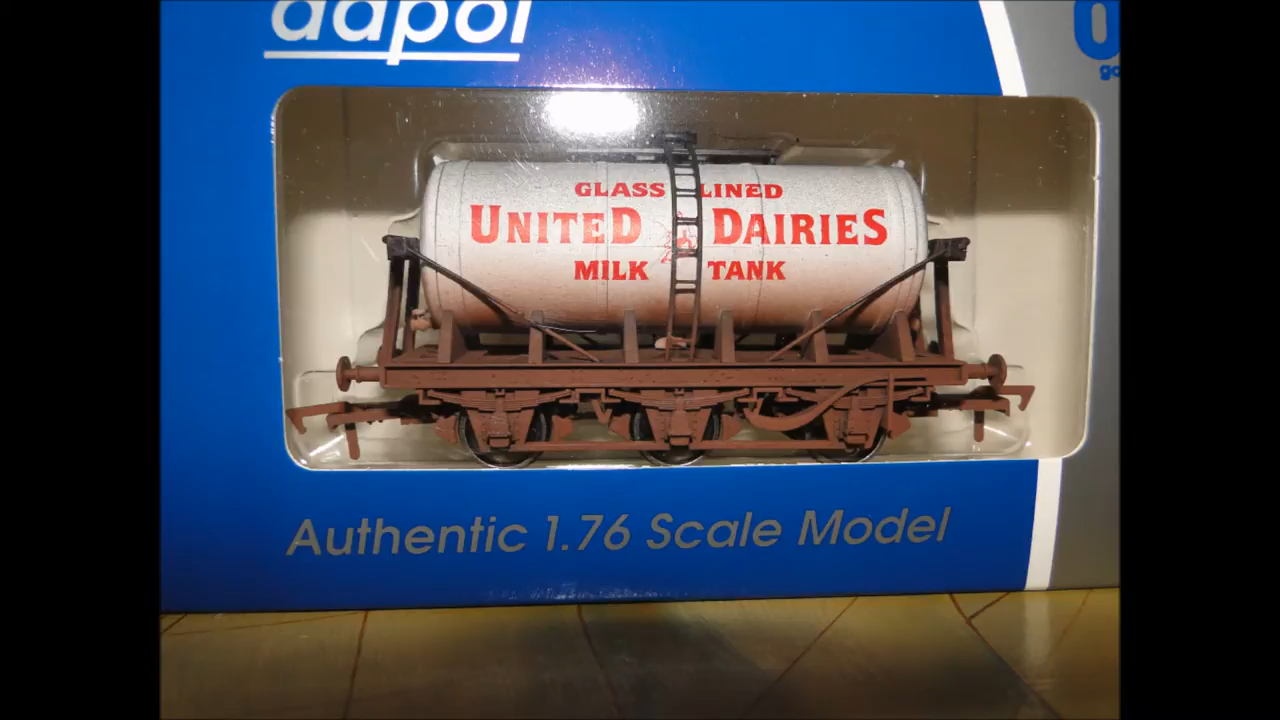 dapol
GLASS LINED
UNITED DAIRIES
MILK TANK
Authentic 1.76 Scale Model